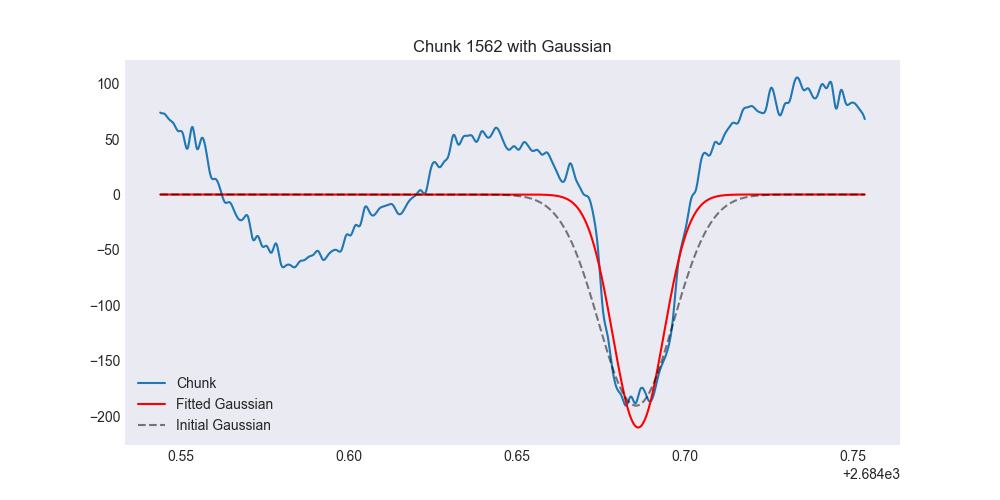 Chunk 1562 with Gaussian
100
50
0
−50
−100
−150
−200
Chunk
Fitted Gaussian
Initial Gaussian
0.55 0.60 0.65 0.70 0.75
+2.684e3